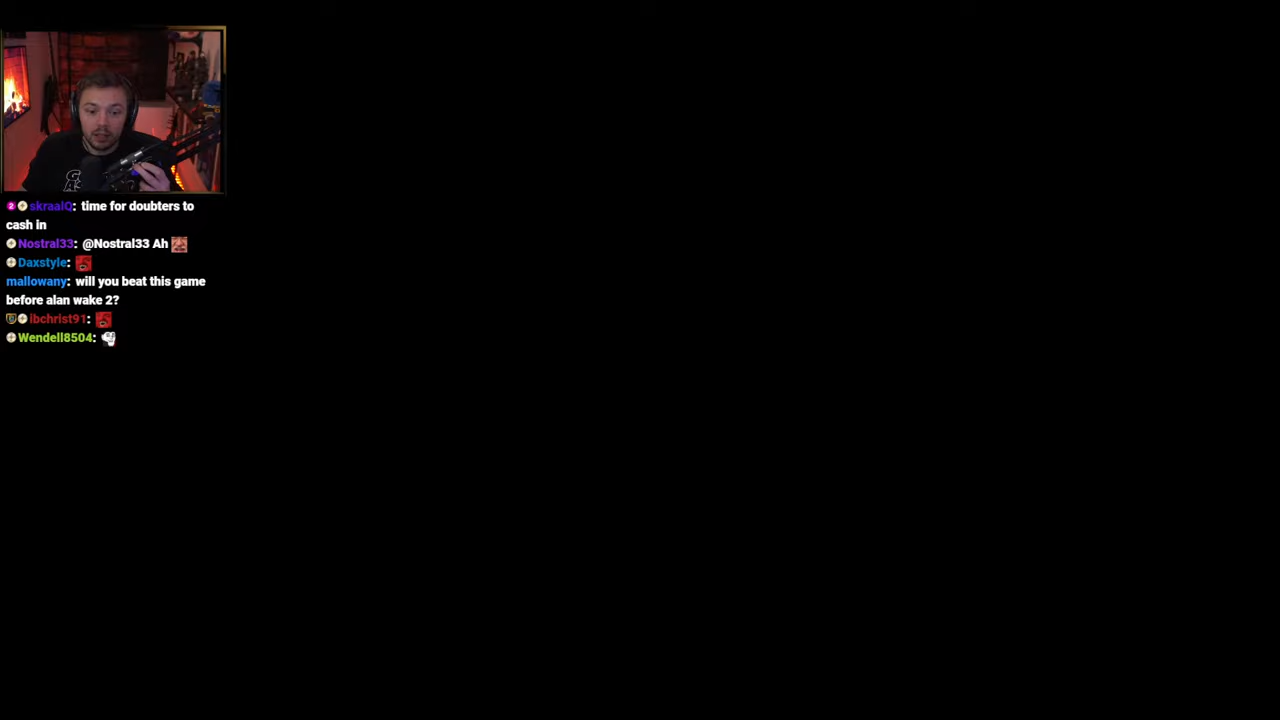 skraalQ: time for doubters to
cash in
Nostral33: @Nostral33 Ah
Daxstyle:
mallowany: will you beat this game
before alan wake 2?
ibchrist91:
Wendell8504: